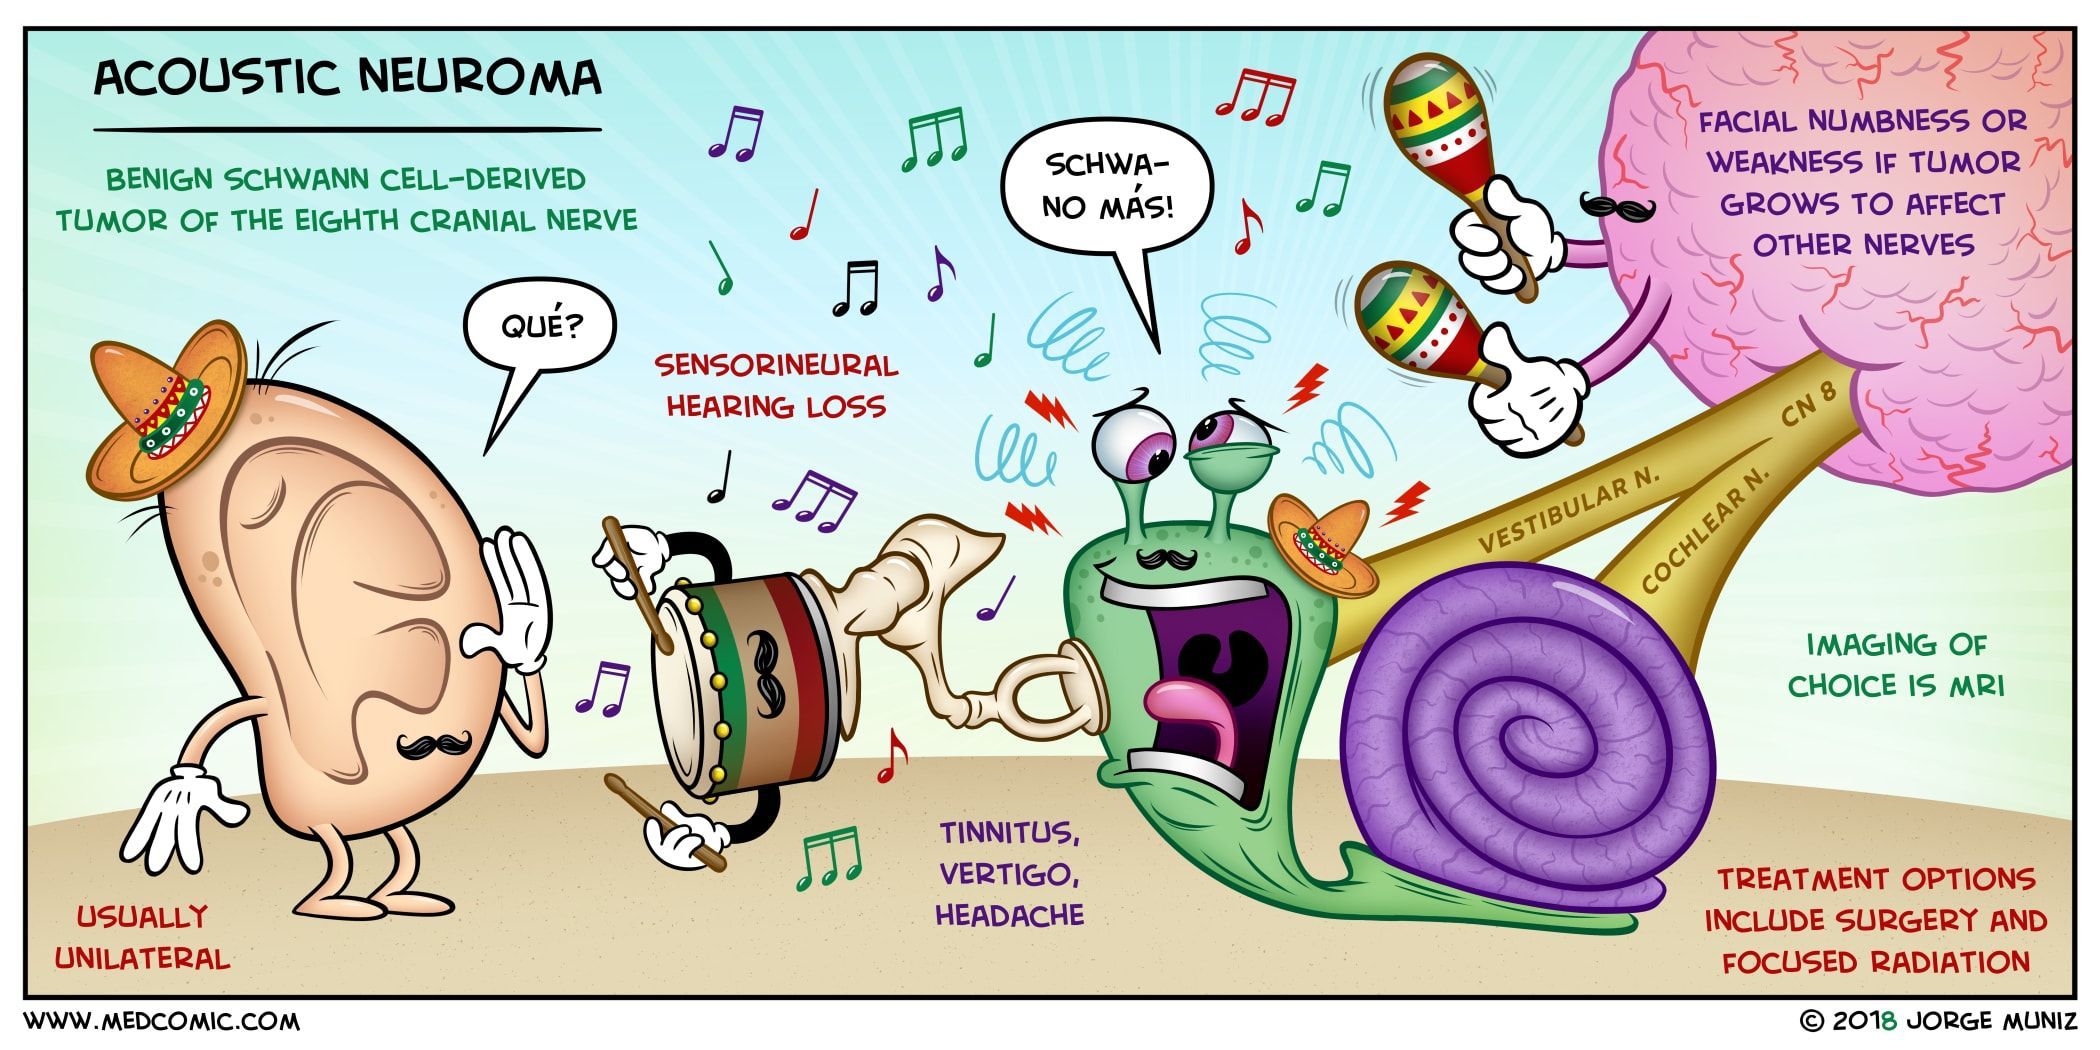 ACOUSTIC NEUROMA
BENIGN SCHWANN CELL-DERIVED
TUMOR OF THE EIGHTH CRANIAL NERVE
QUÉ?
SENSORINEURAL
HEARING LOSS
SCHWA-
NO MÁS!
FACIAL NUMBNESS OR
WEAKNESS IF TUMOR
GROWS TO AFFECT
OTHER NERVES
CN 8
VESTIBULAR N.
COCHLEAR N.
IMAGING OF
CHOICE IS MRI
USUALLY
UNILATERAL
TINNITUS,
VERTIGO,
HEADACHE
TREATMENT OPTIONS
INCLUDE SURGERY AND
FOCUSED RADIATION
WWW.MEDCOMIC.COM
© 2018 JORGE MUNIZ